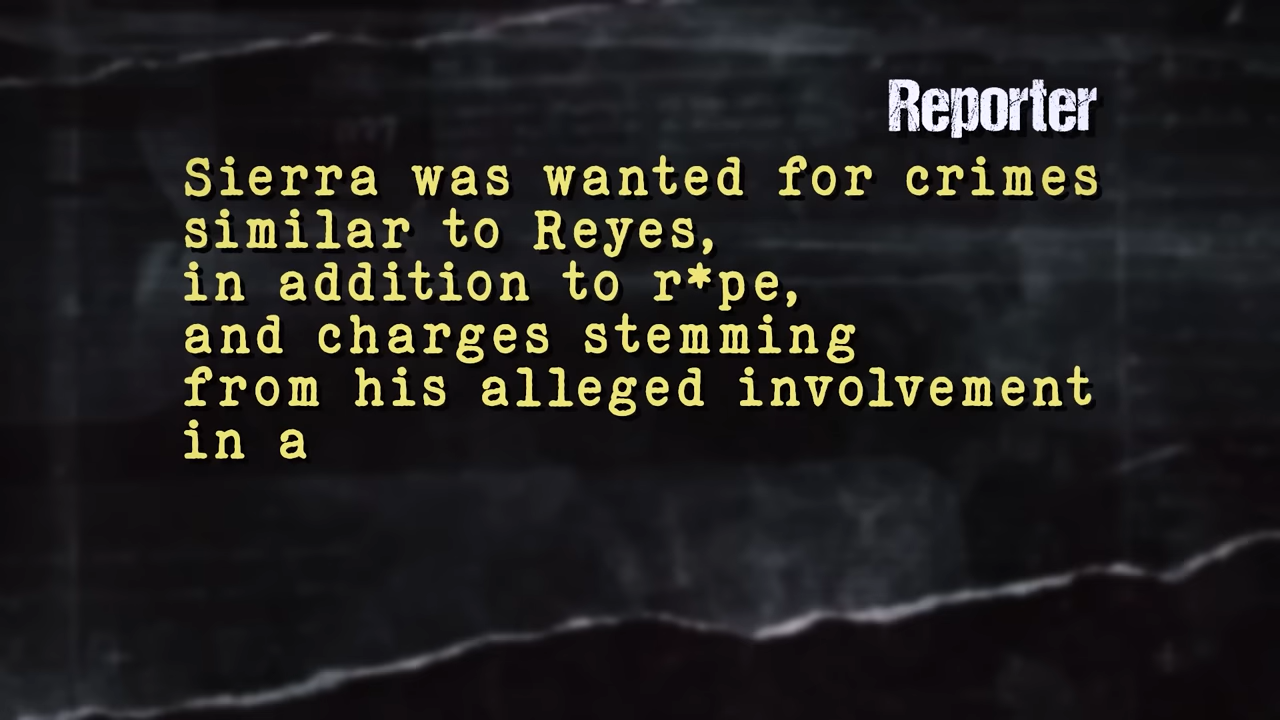 Reporter
Sierra was wanted for crimes
similar to Reyes,
in addition to r*pe,
and charges stemming
from his alleged involvement
in a